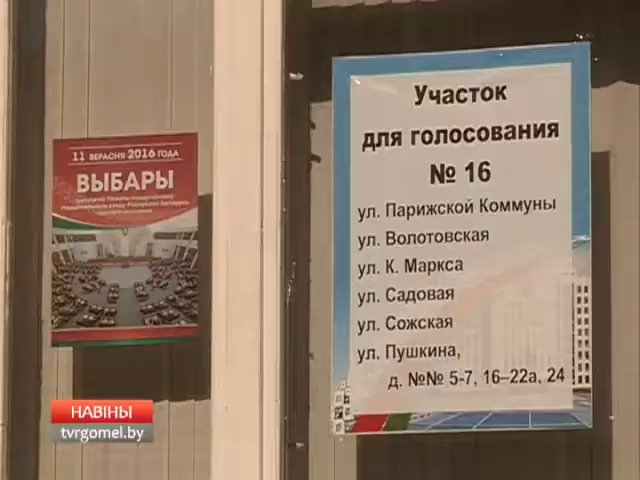 11 ВЕРАСНЯ 2016 ГОДА
ВЫБАРЫ
Участок
для голосования
№ 16
ул. Парижской Коммуны
ул. Волотовская
ул. К. Маркса
ул. Садовая
ул. Сожская
ул. Пушкина,
д. №№ 5-7, 16–22а, 24
НАВІНЫ
tvrgomel.by